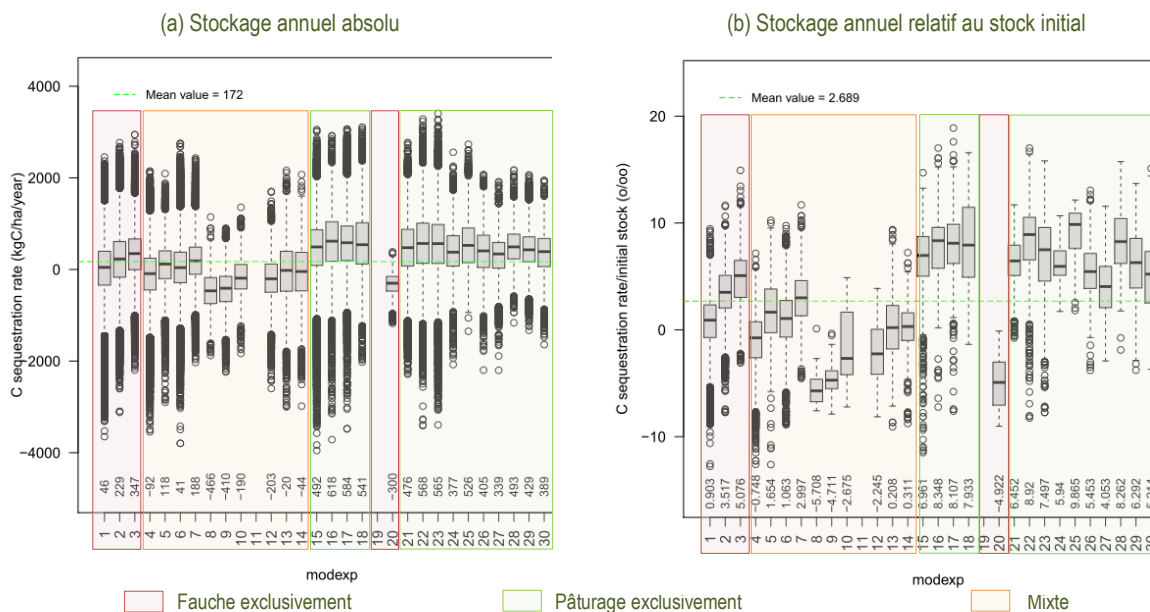 (a) Stockage annuel absolu
Mean value = 172
C sequestration rate (kgC/ha/year)
4000
2000
0
2000
−4000
46 229 347 −92 118 41 188 −466 −410 −190 −203 −20 −44 492 618 584 541 −300 476 568 565 377 526 405 339 493 429 389
1 2 3 4 5 6 7 8 9 10 11 12 13 14 15 16 17 18 19 20 21 22 23 24 25 26 27 28 29 30
modexp
(b) Stockage annuel relatif au stock initial
Mean value = 2.689
C sequestration rate/initial stock (o/oo)
20
10
0
−10
0.903 3.517 5.076 −0.748 1.654 1.063 2.997 −5.708 −4.711 −2.675 −2.245 0.208 0.311 6.961 8.348 8.107 7.933 −4.922 6.452 8.92 7.497 5.94 9.865 5.453 4.053 8.262 6.292
1 2 3 4 5 6 7 8 9 10 11 12 13 14 15 16 17 18 19 20 21 22 23 24 25 26 27 28 29
modexp
Fauche exclusivement
Pâturage exclusivement
Mixte